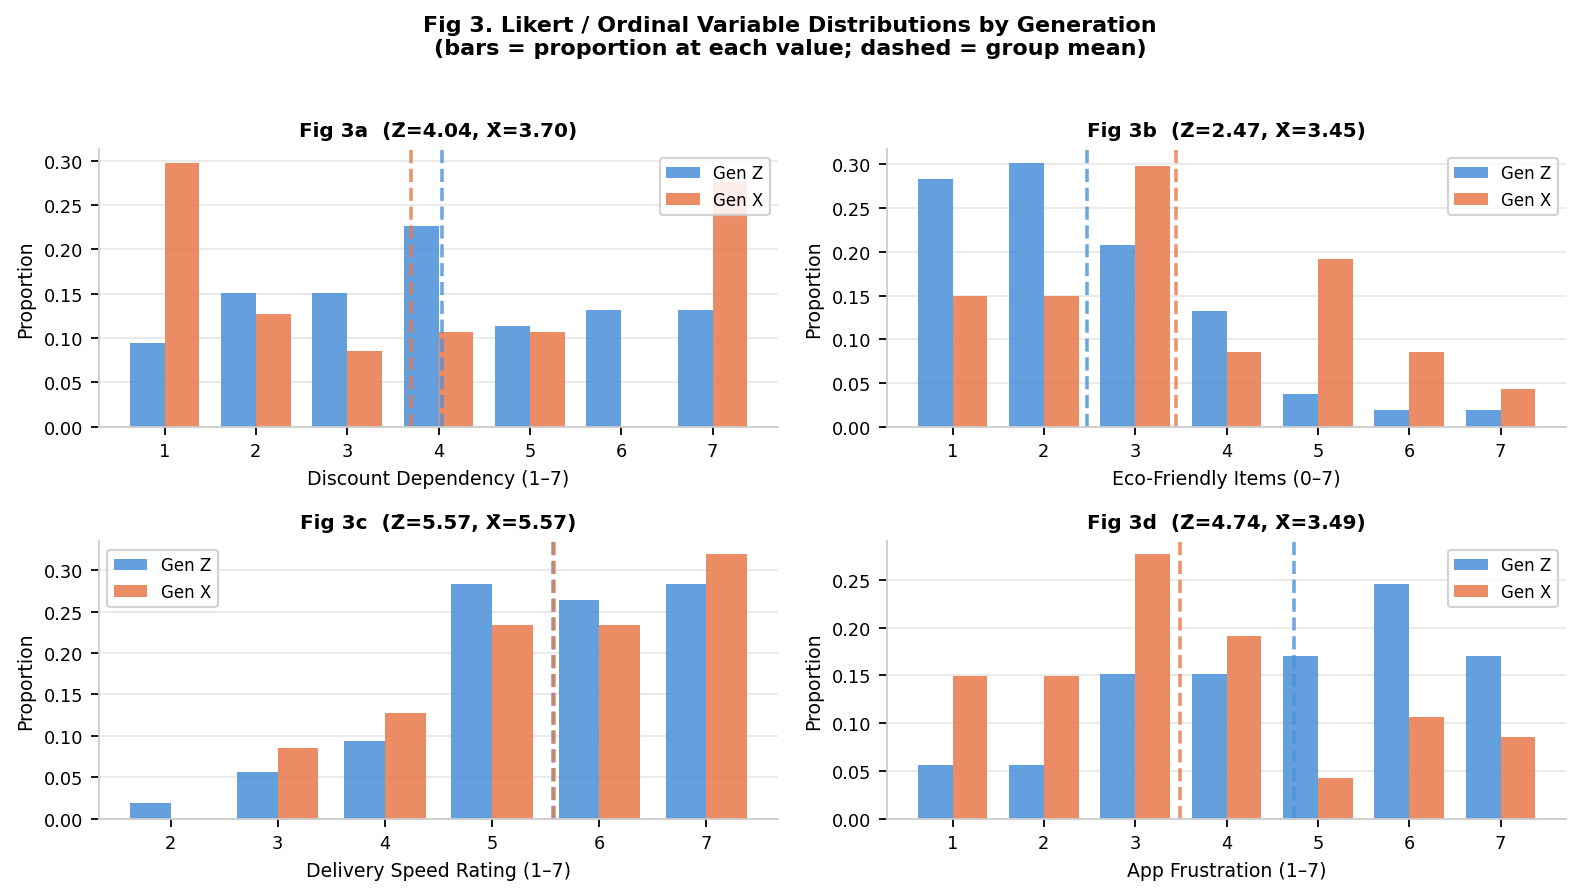 Fig 3. Likert / Ordinal Variable Distributions by Generation
(bars = proportion at each value; dashed = group mean)
Fig 3a  (Z̄=4.04, X̄=3.70)
Proportion
0.30
0.25
0.20
0.15
0.10
0.05
0.00
Gen Z
Gen X
1 2 3 4 5 6 7
Discount Dependency (1–7)
Fig 3b  (Z̄=2.47, X̄=3.45)
Proportion
0.30
0.25
0.20
0.15
0.10
0.05
0.00
Gen Z
Gen X
1 2 3 4 5 6 7
Eco-Friendly Items (0–7)
Fig 3c  (Z̄=5.57, X̄=5.57)
Proportion
0.30
0.25
0.20
0.15
0.10
0.05
0.00
Gen Z
Gen X
2 3 4 5 6 7
Delivery Speed Rating (1–7)
Fig 3d  (Z̄=4.74, X̄=3.49)
Proportion
0.25
0.20
0.15
0.10
0.05
0.00
Gen Z
Gen X
1 2 3 4 5 6 7
App Frustration (1–7)